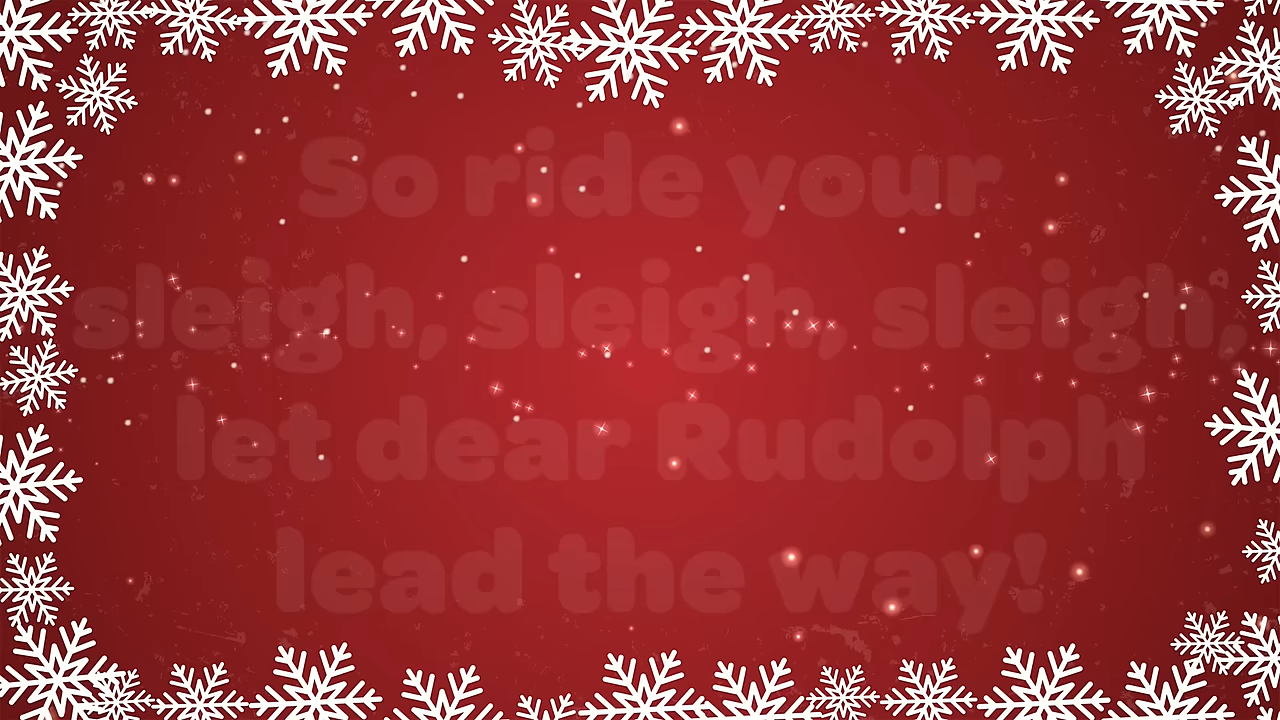 So ride your
sleigh, sleigh, sleigh,
let dear Rudolph
lead the way!